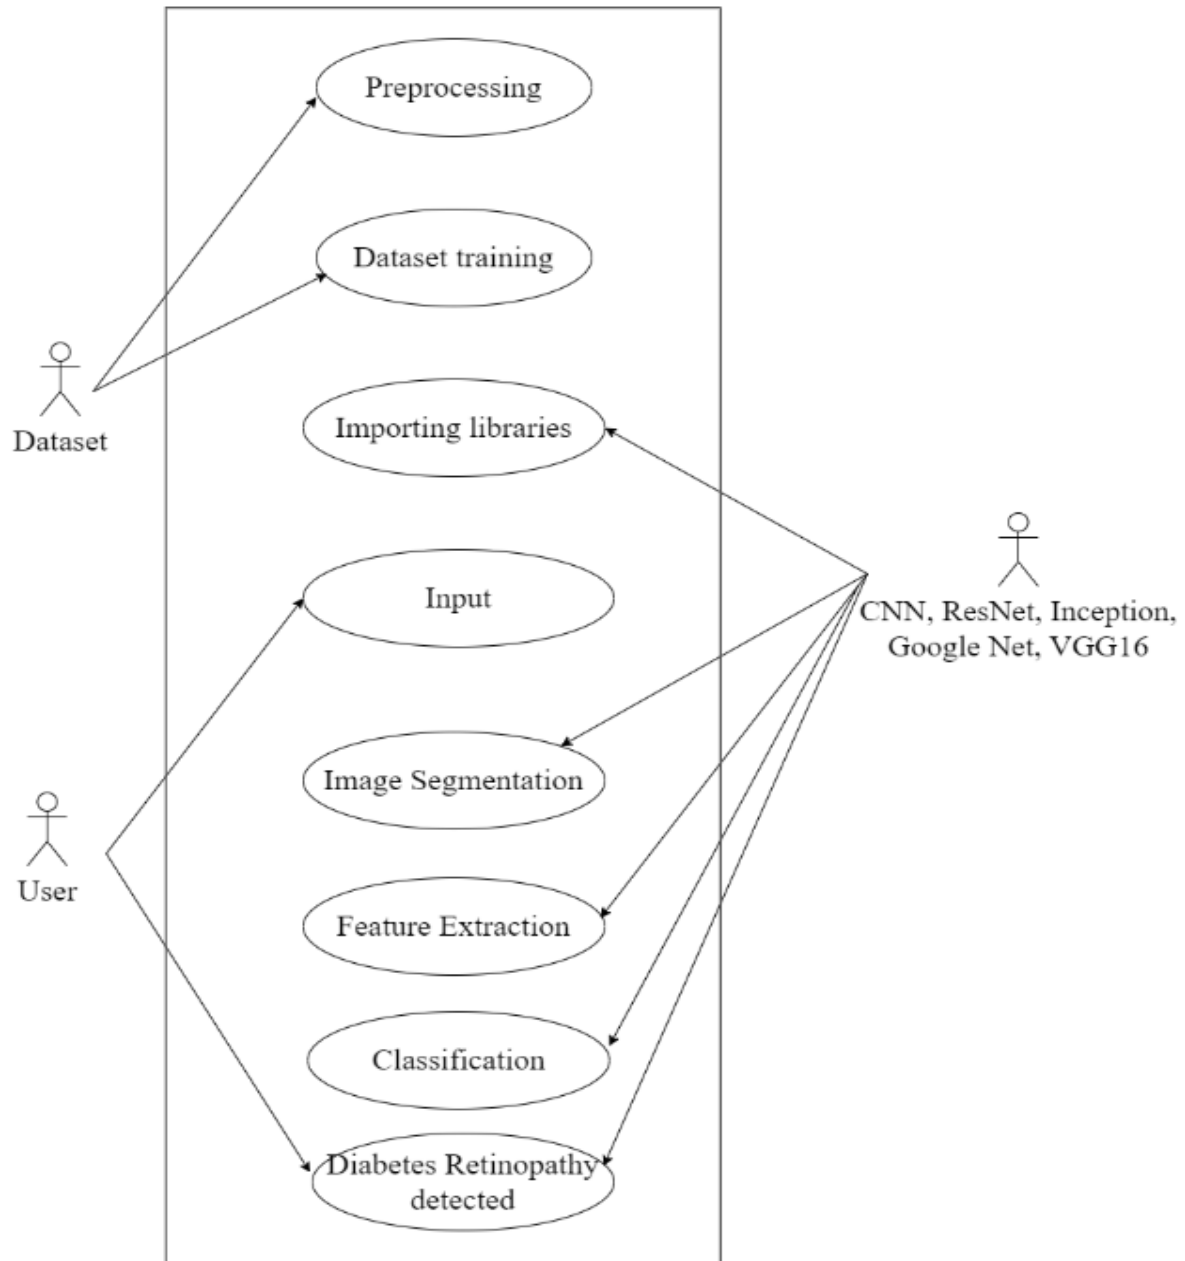 Preprocessing
Dataset training
Dataset
Importing libraries
Input
CNN, ResNet, Inception,
Google Net, VGG16
Image Segmentation
User
Feature Extraction
Classification
Diabetes Retinopathy
detected